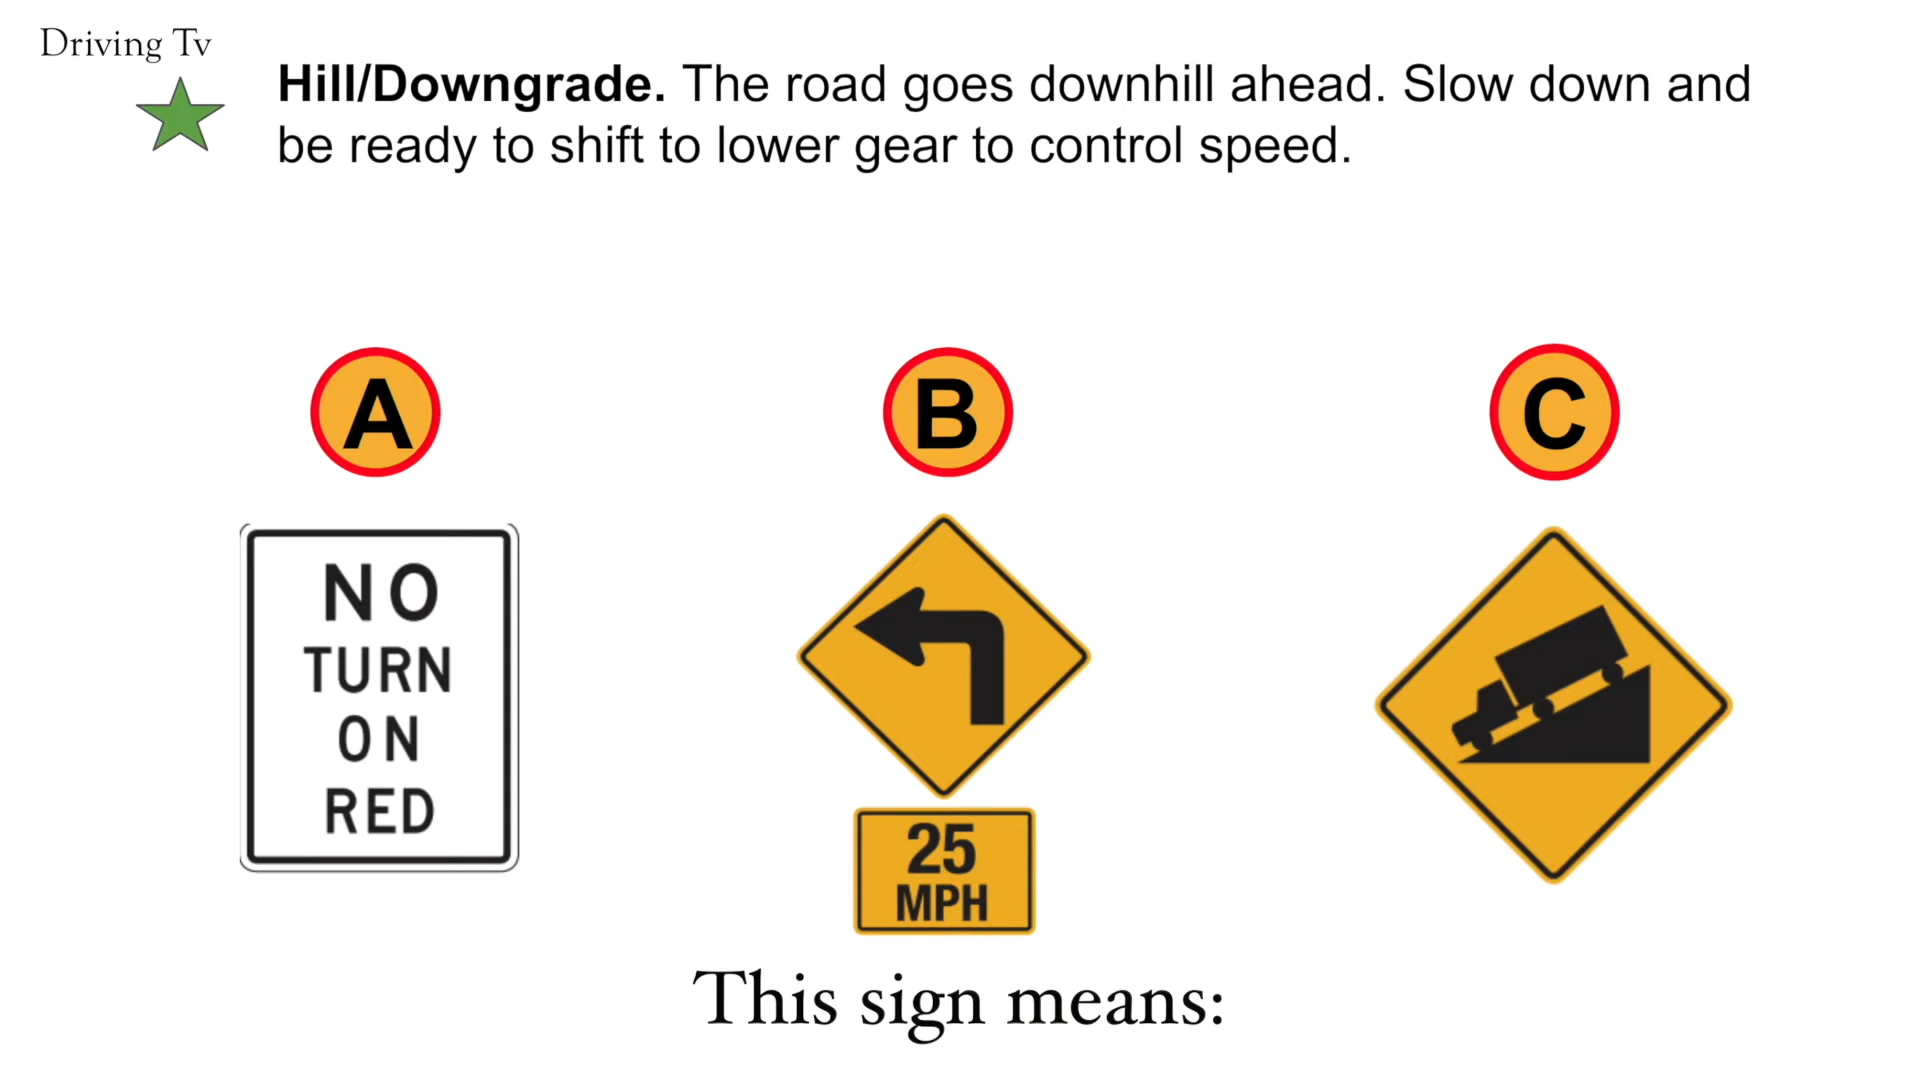 Driving Tv
Hill/Downgrade. The road goes downhill ahead. Slow down and
be ready to shift to lower gear to control speed.
A
B
C
NO
TURN
ON
RED
25
MPH
This sign means: